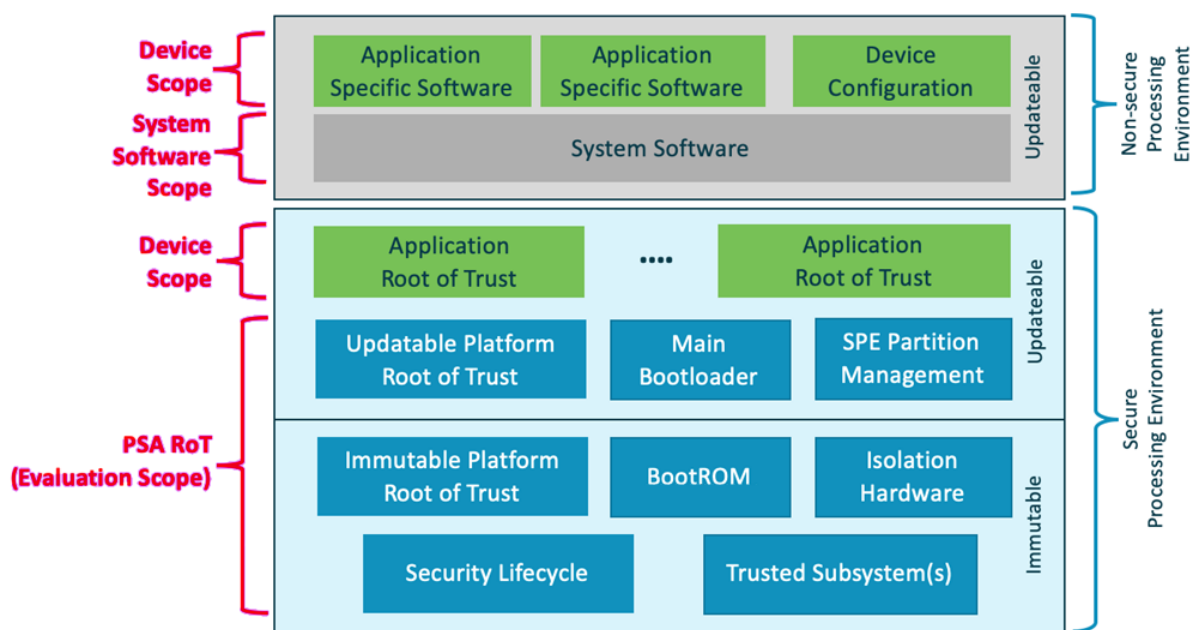 Device
Scope
Application
Specific Software
Application
Specific Software
Device
Configuration
System
Software
Scope
System Software
Updateable
Non-secure
Processing
Environment
Device
Scope
Application
Root of Trust
....
Application
Root of Trust
Updatable Platform
Root of Trust
Main
Bootloader
SPE Partition
Management
Updateable
PSA RoT
(Evaluation Scope)
Immutable Platform
Root of Trust
BootROM
Isolation
Hardware
Security Lifecycle
Trusted Subsystem(s)
Immutable
Secure
Processing Environment